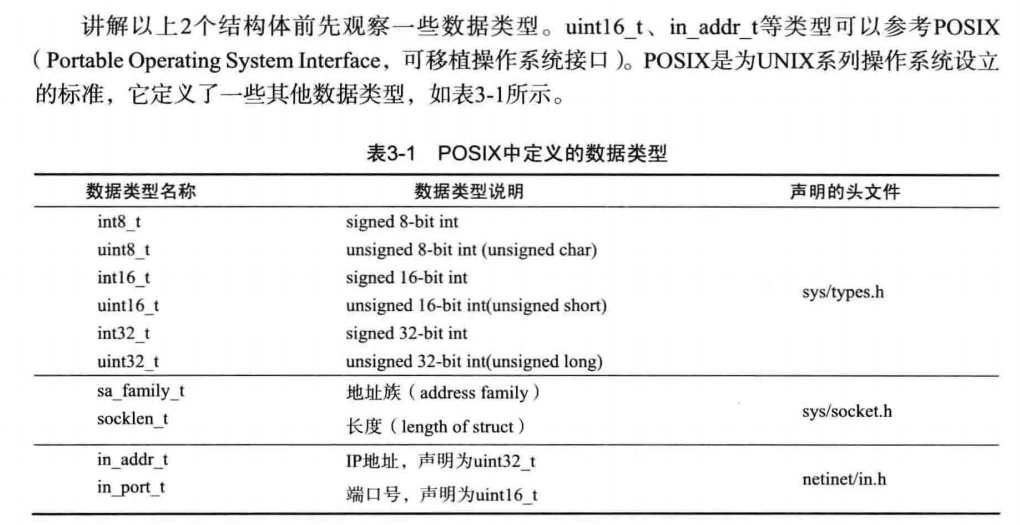 讲解以上2个结构体前先观察一些数据类型。uint16_t、in_addr_t等类型可以参考POSIX
（Portable Operating System Interface，可移植操作系统接口）。POSIX是为UNIX系列操作系统设立
的标准，它定义了一些其他数据类型，如表3-1所示。
表3-1 POSIX中定义的数据类型
数据类型名称 数据类型说明 声明的头文件
int8_t signed 8-bit int
uint8_t unsigned 8-bit int (unsigned char)
int16_t signed 16-bit int
sys/types.h
uint16_t unsigned 16-bit int(unsigned short)
int32_t signed 32-bit int
uint32_t unsigned 32-bit int(unsigned long)
sa_family_t 地址族（address family）
sys/socket.h
socklen_t 长度（length of struct）
in_addr_t IP地址，声明为uint32_t
netinet/in.h
in_port_t 端口号，声明为uint16_t